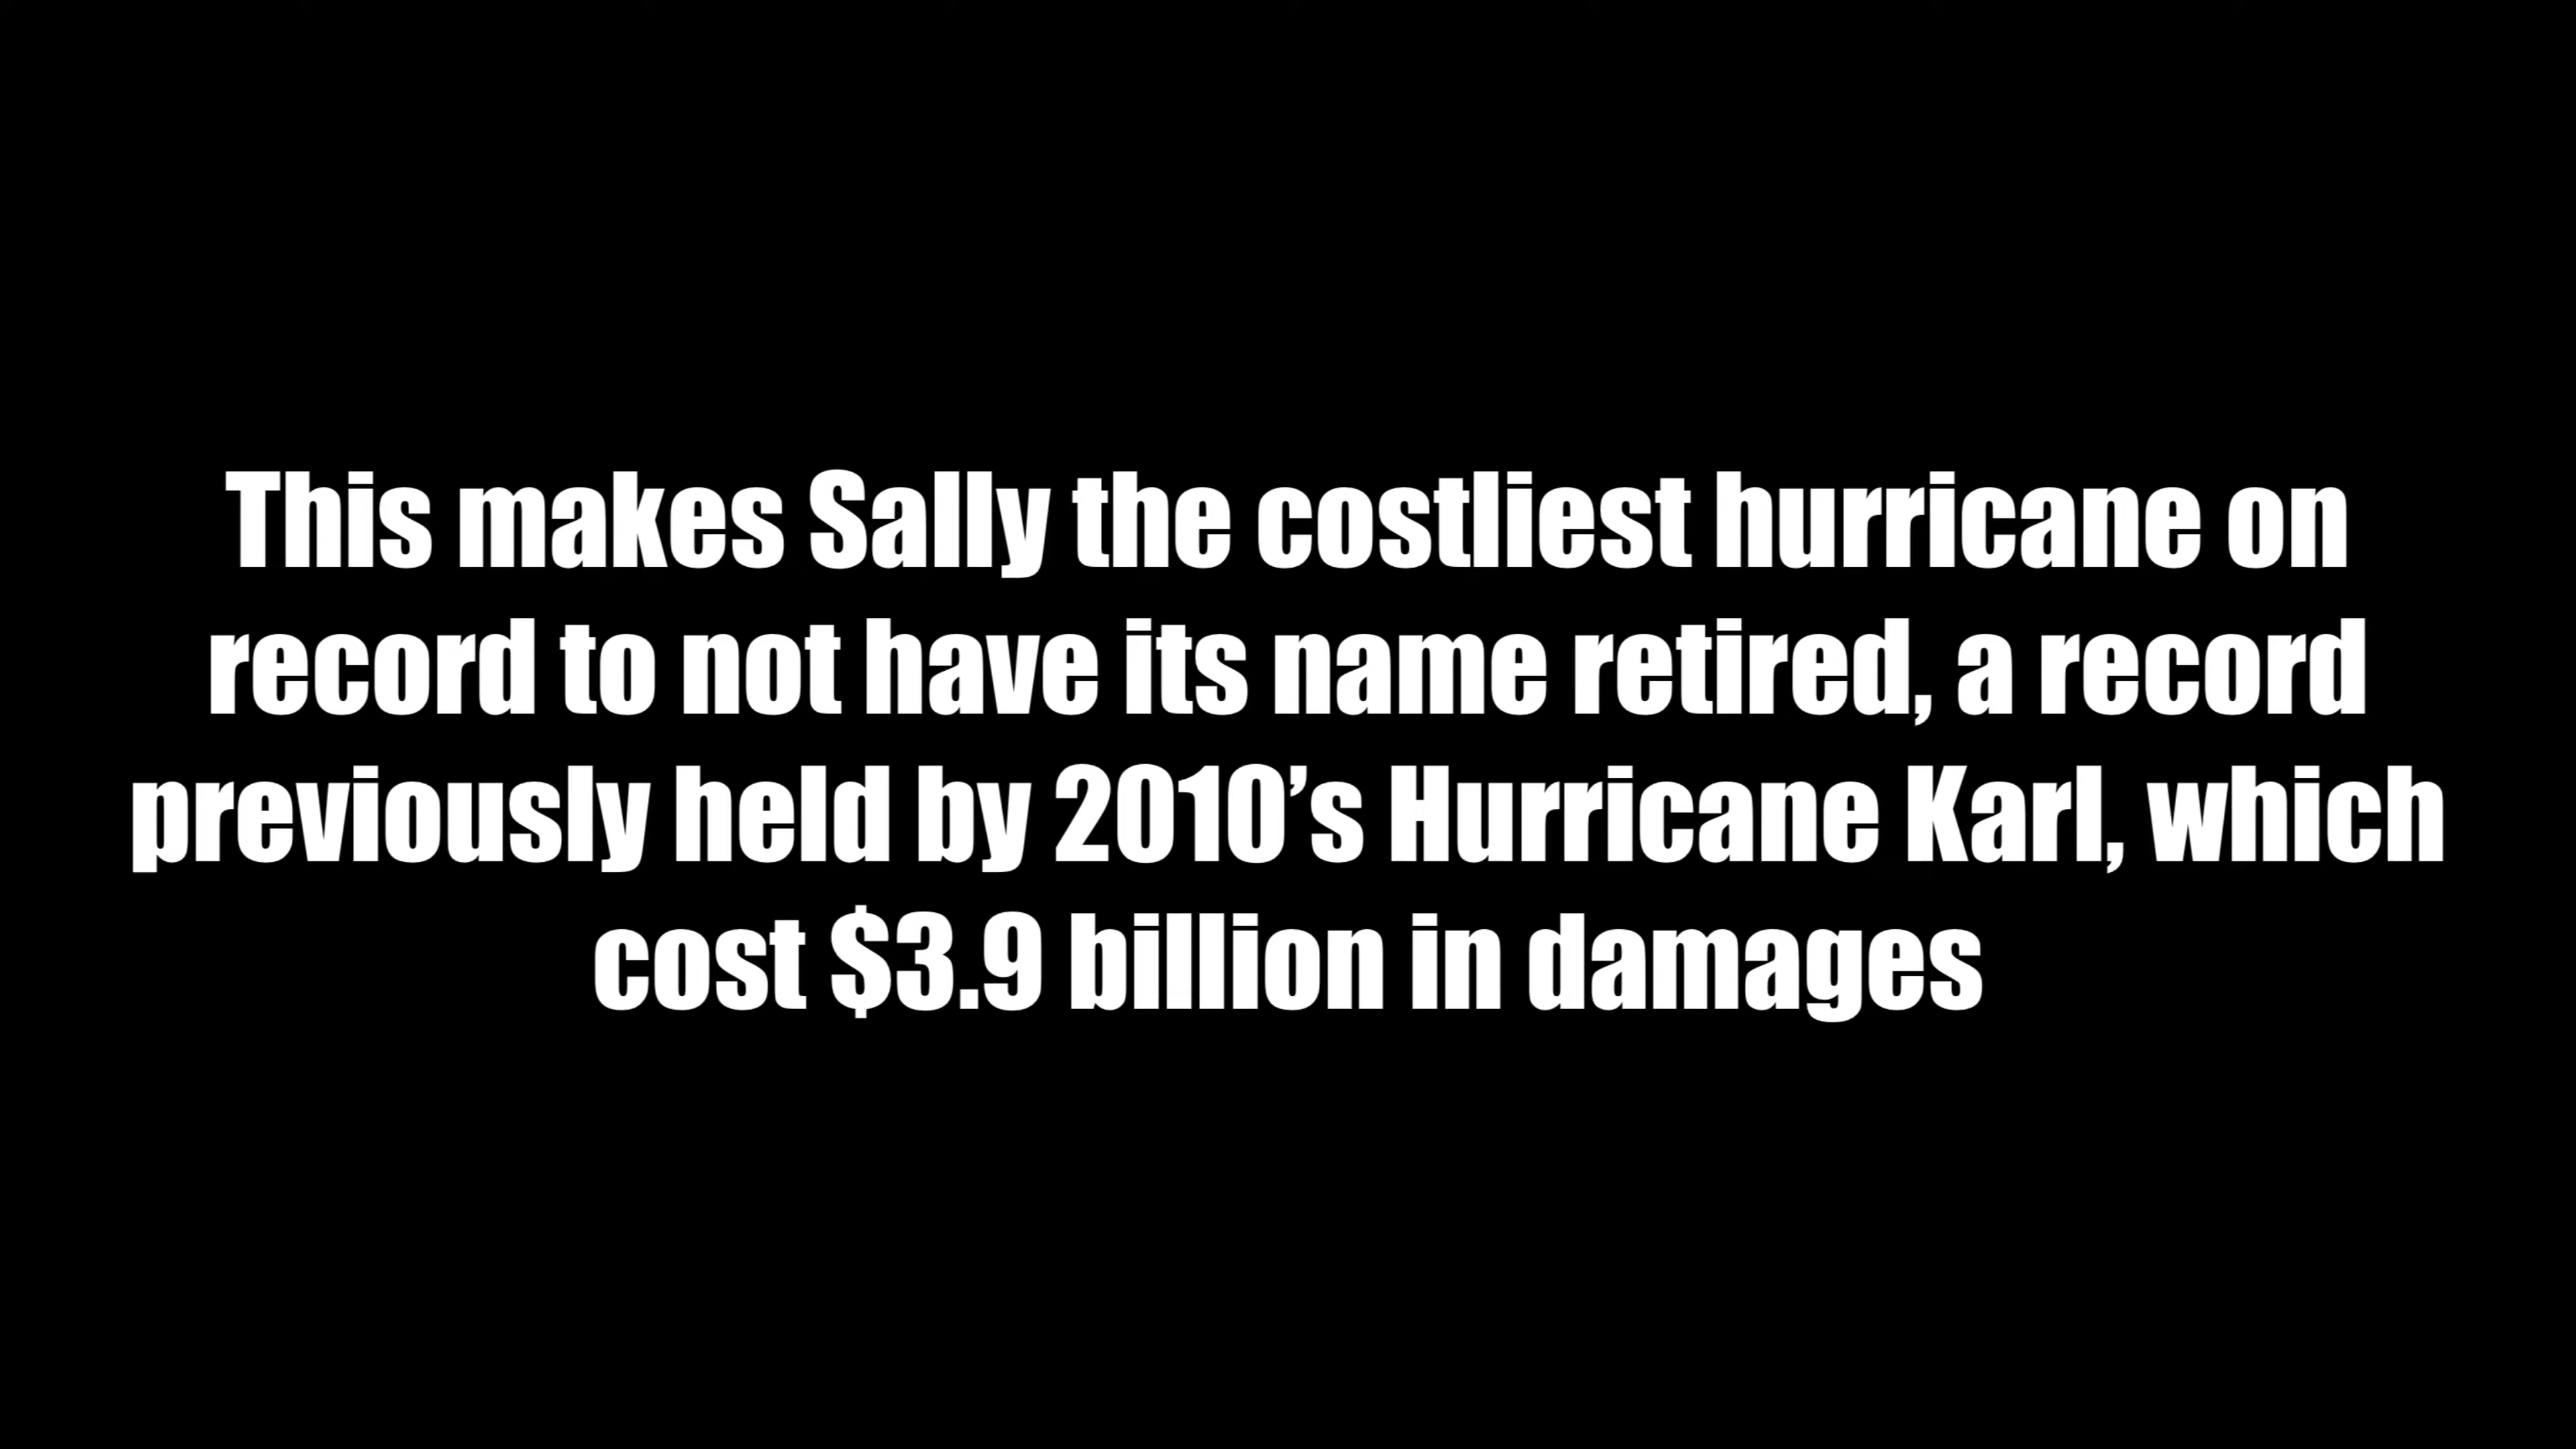 This makes Sally the costliest hurricane on
record to not have its name retired, a record
previously held by 2010’s Hurricane Karl, which
cost $3.9 billion in damages